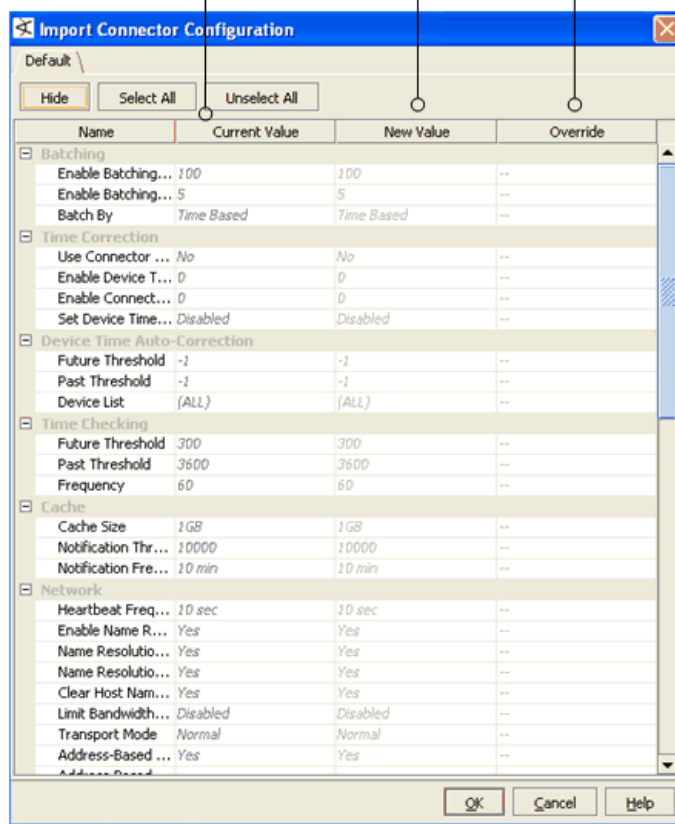 Import Connector Configuration
Default
Hide Select All Unselect All
Name Current Value New Value Override
Batching
Enable Batching... 100 100 --
Enable Batching... 5 5 --
Batch By Time Based Time Based --
Time Correction
Use Connector ... No No --
Enable Device T... 0 0 --
Enable Connect... 0 0 --
Set Device Time... Disabled Disabled --
Device Time Auto-Correction
Future Threshold -1 -1 --
Past Threshold -1 -1 --
Device List (ALL) (ALL) --
Time Checking
Future Threshold 300 300 --
Past Threshold 3600 3600 --
Frequency 60 60 --
Cache
Cache Size 1GB 1GB --
Notification Thr... 10000 10000 --
Notification Fre... 10 min 10 min --
Network
Heartbeat Freq... 10 sec 10 sec --
Enable Name R... Yes Yes --
Name Resolutio... Yes Yes --
Name Resolutio... Yes Yes --
Clear Host Nam... Yes Yes --
Limit Bandwidth... Disabled Disabled --
Transport Mode Normal Normal --
Address-Based ... Yes Yes --
OK Cancel Help